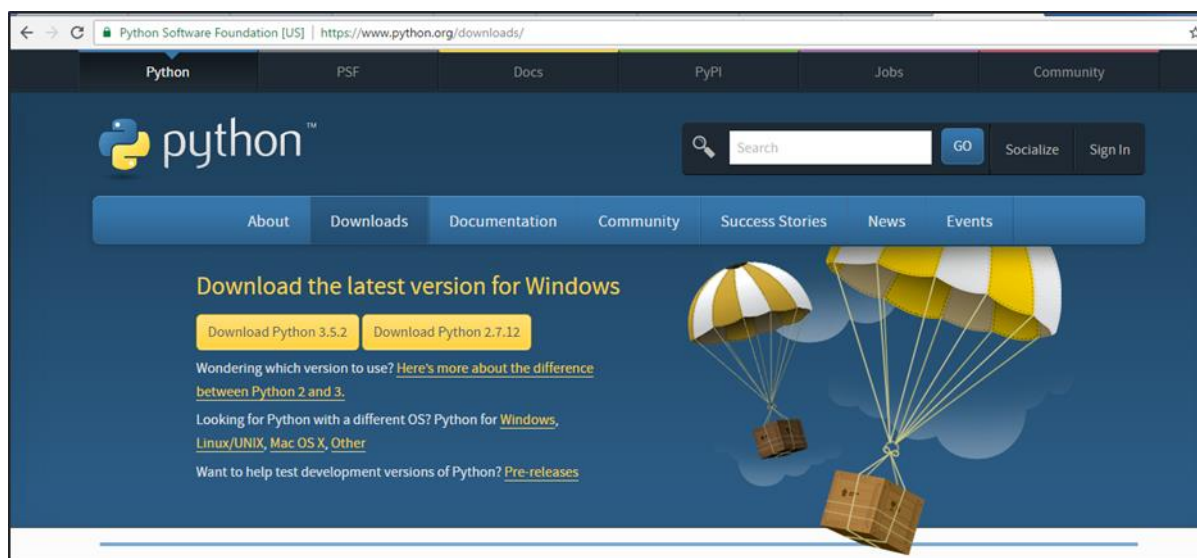 Python Software Foundation [US] | https://www.python.org/downloads/
Python PSF Docs PyPI Jobs Community
python™
Search GO Socialize Sign In
About Downloads Documentation Community Success Stories News Events
Download the latest version for Windows
Download Python 3.5.2 Download Python 2.7.12
Wondering which version to use? Here's more about the difference
between Python 2 and 3.
Looking for Python with a different OS? Python for Windows,
Linux/UNIX, Mac OS X, Other
Want to help test development versions of Python? Pre-releases